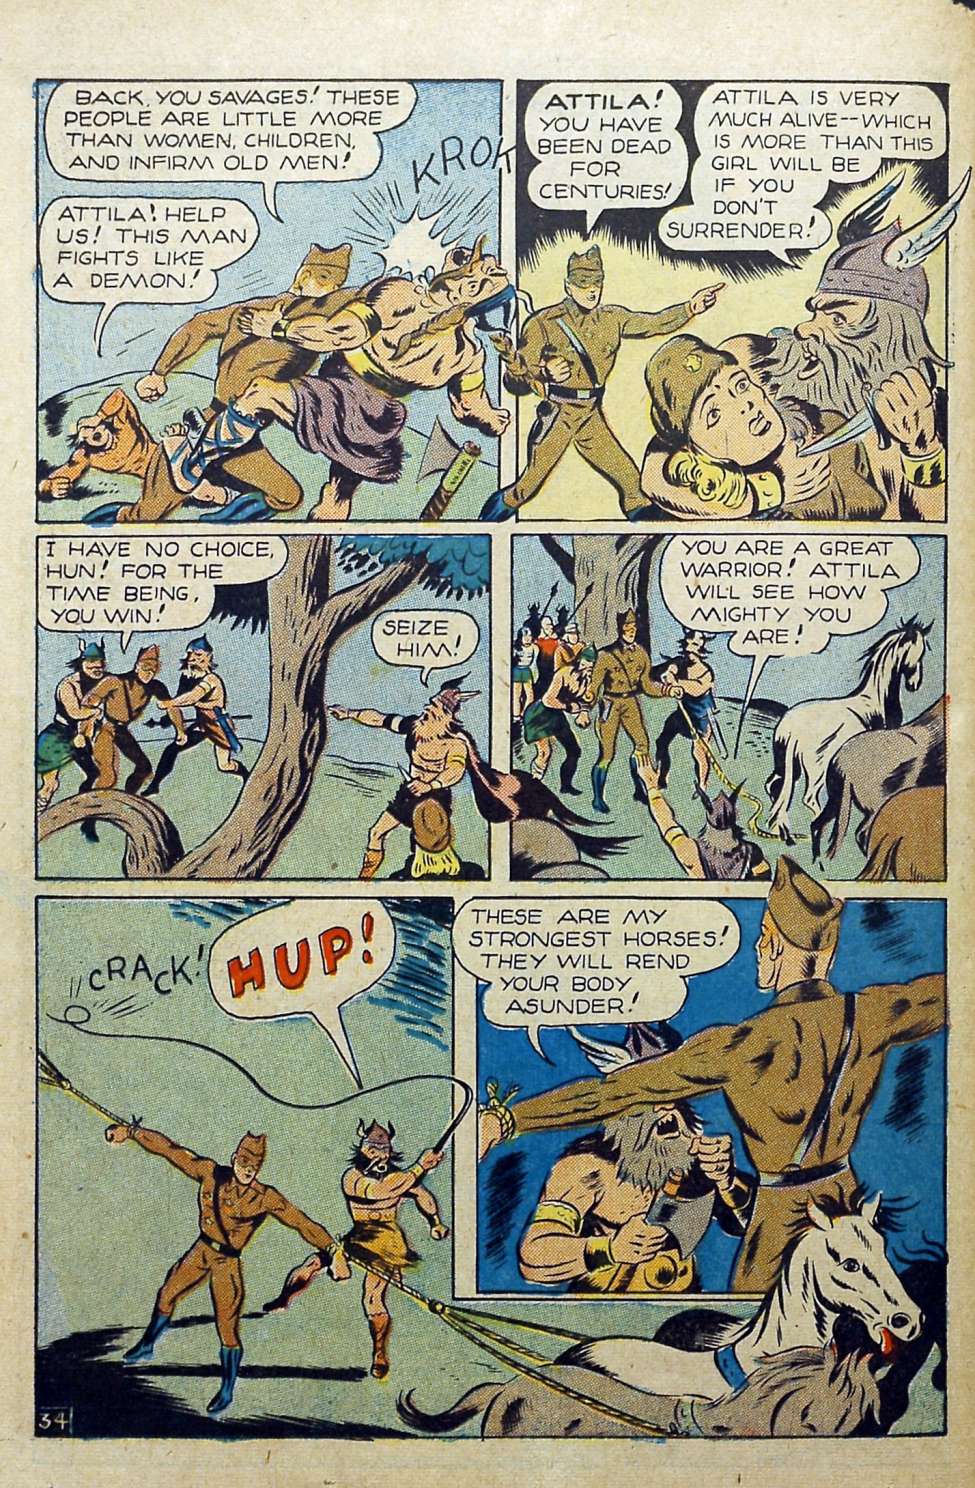 BACK, YOU SAVAGES! THESE
PEOPLE ARE LITTLE MORE
THAN WOMEN, CHILDREN,
AND INFIRM OLD MEN!
ATTILA! HELP
US! THIS MAN
FIGHTS LIKE
A DEMON!
KROK
ATTILA!
YOU HAVE
BEEN DEAD
FOR
CENTURIES!
ATTILA IS VERY
MUCH ALIVE--WHICH
IS MORE THAN THIS
GIRL WILL BE
IF YOU
DON'T
SURRENDER!
I HAVE NO CHOICE,
HUN! FOR THE
TIME BEING,
YOU WIN!
SEIZE
HIM!
YOU ARE A GREAT
WARRIOR! ATTILA
WILL SEE HOW
MIGHTY YOU
ARE!
CRACK!
HUP!
THESE ARE MY
STRONGEST HORSES!
THEY WILL REND
YOUR BODY
ASUNDER!
34